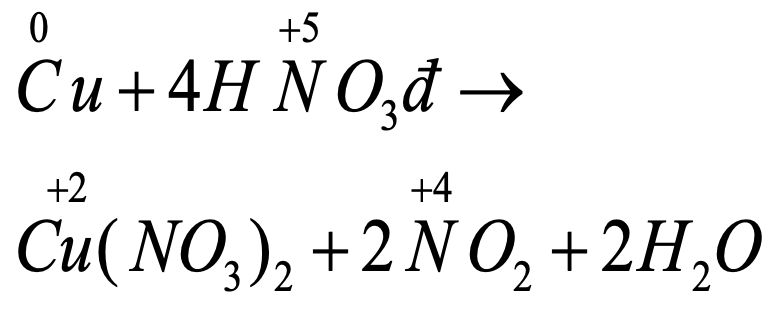 0 +5
Cu + 4HNO₃đ →
+2 +4
Cu(NO₃)₂ + 2NO₂ + 2H₂O